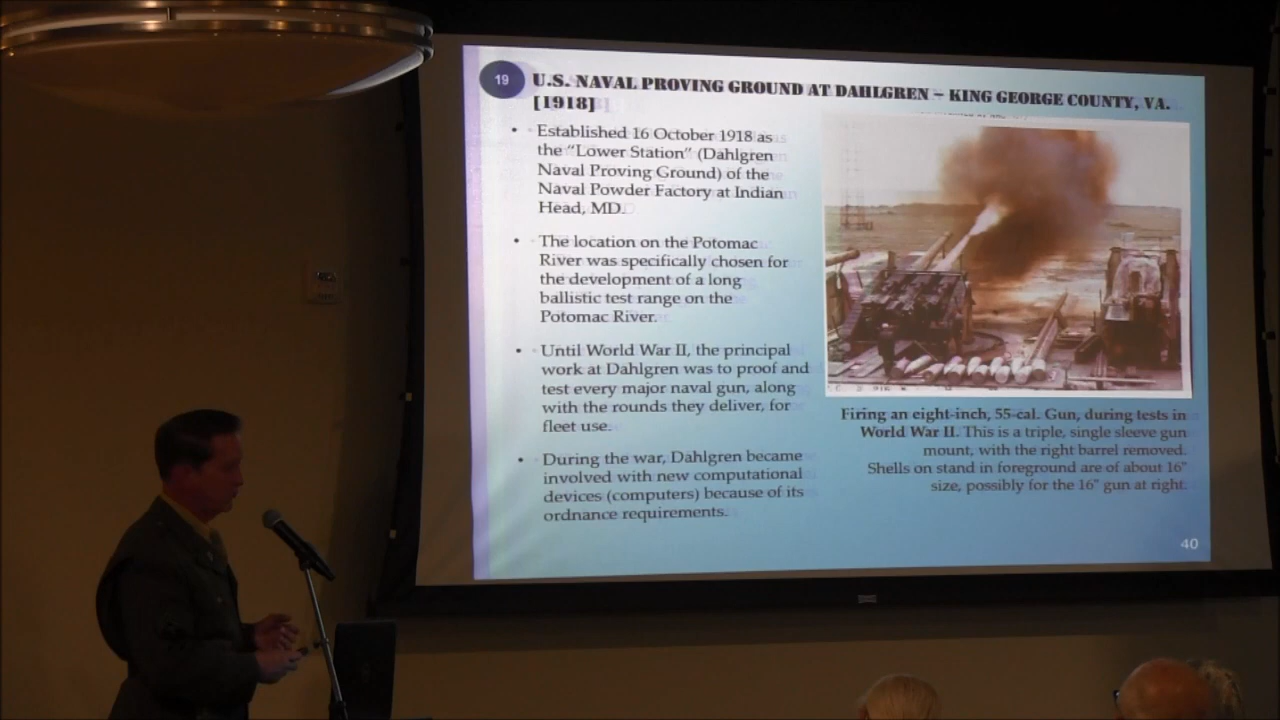 19
U.S. NAVAL PROVING GROUND AT DAHLGREN – KING GEORGE COUNTY, VA.
[1918]
• Established 16 October 1918 as
the “Lower Station” (Dahlgren
Naval Proving Ground) of the
Naval Powder Factory at Indian
Head, MD.
• The location on the Potomac
River was specifically chosen for
the development of a long
ballistic test range on the
Potomac River.
• Until World War II, the principal
work at Dahlgren was to proof and
test every major naval gun, along
with the rounds they deliver, for
fleet use.
• During the war, Dahlgren became
involved with new computational
devices (computers) because of its
ordnance requirements.
Firing an eight-inch, 55-cal. Gun, during tests in
World War II. This is a triple, single sleeve gun
mount, with the right barrel removed.
Shells on stand in foreground are of about 16"
size, possibly for the 16" gun at right.
40